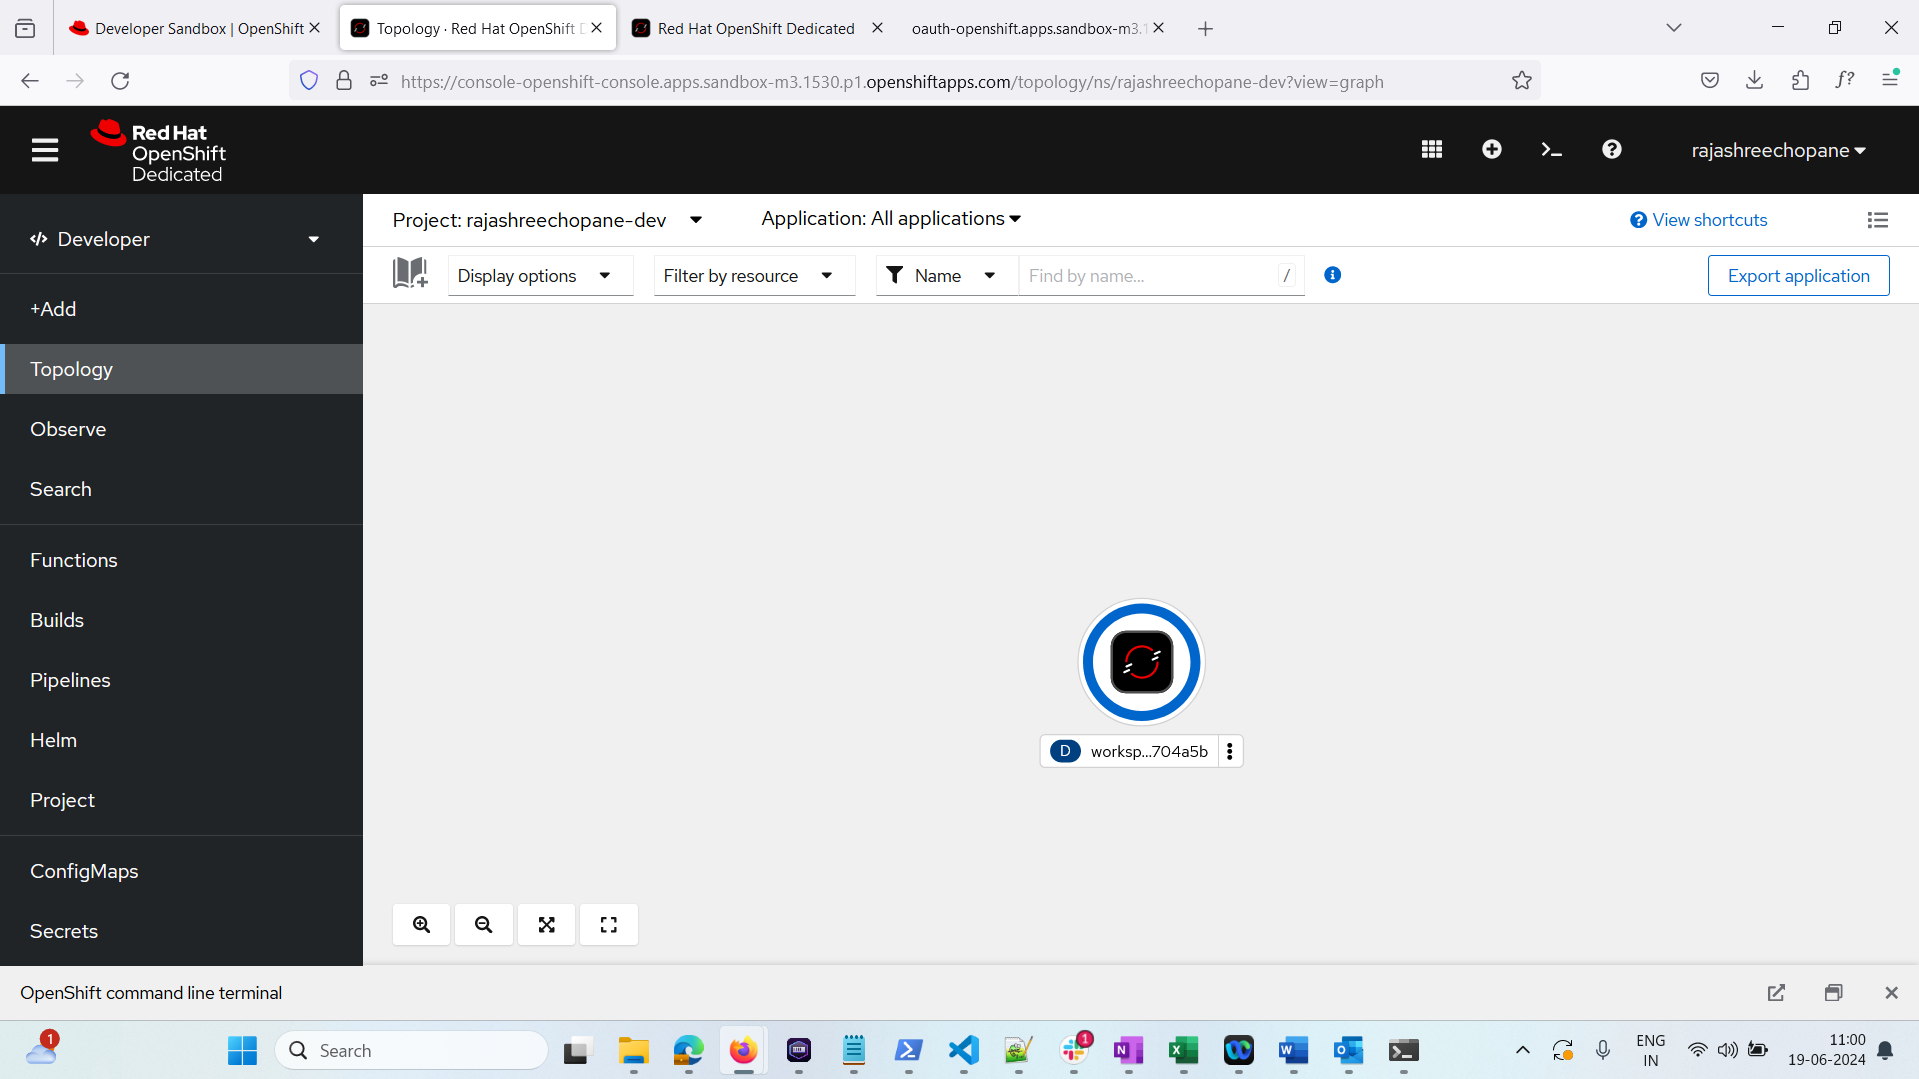 Developer Sandbox | OpenShift
Topology · Red Hat OpenShift D
Red Hat OpenShift Dedicated
oauth-openshift.apps.sandbox-m3.1
https://console-openshift-console.apps.sandbox-m3.1530.p1.openshiftapps.com/topology/ns/rajashreechopane-dev?view=graph
Red Hat
OpenShift
Dedicated
rajashreechopane
Developer
+Add
Topology
Observe
Search
Functions
Builds
Pipelines
Helm
Project
ConfigMaps
Secrets
Project: rajashreechopane-dev
Application: All applications
View shortcuts
Display options
Filter by resource
Name
Find by name...
/
Export application
D
worksp...704a5b
OpenShift command line terminal
1
Search
1
ENG
IN
11:00
19-06-2024